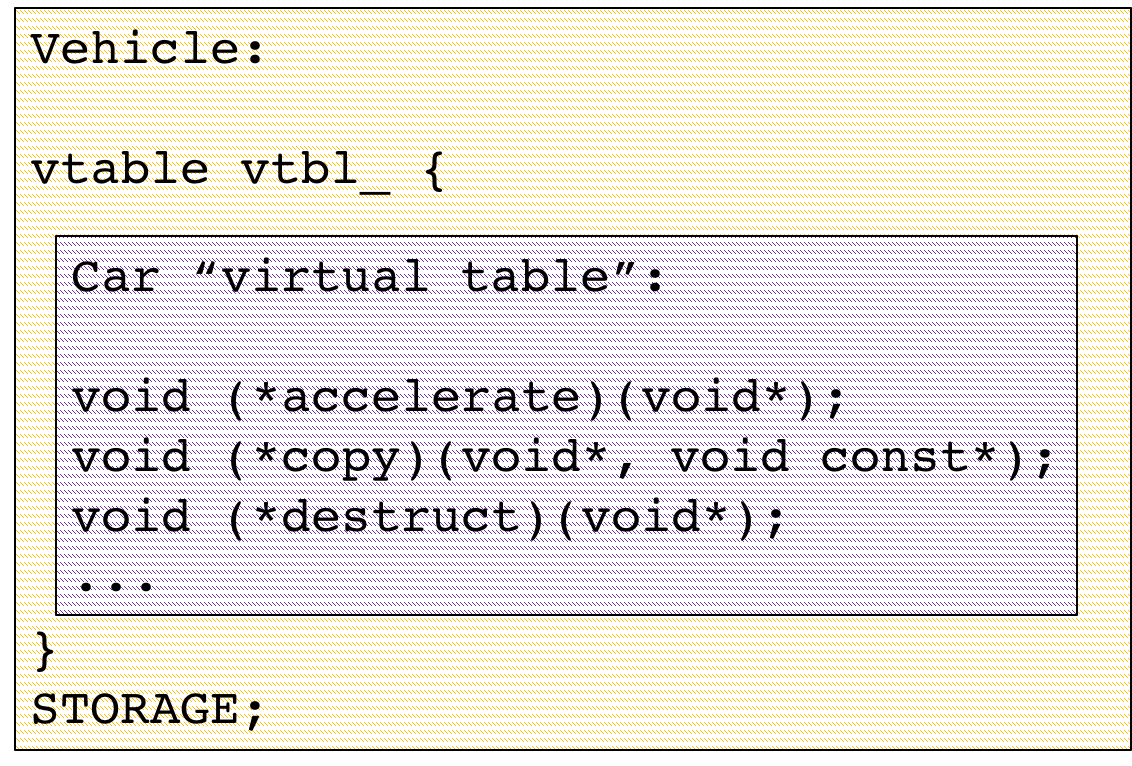 Vehicle:
vtable vtbl_ {
Car “virtual table”:
void (*accelerate)(void*);
void (*copy)(void*, void const*);
void (*destruct)(void*);
...
}
STORAGE;